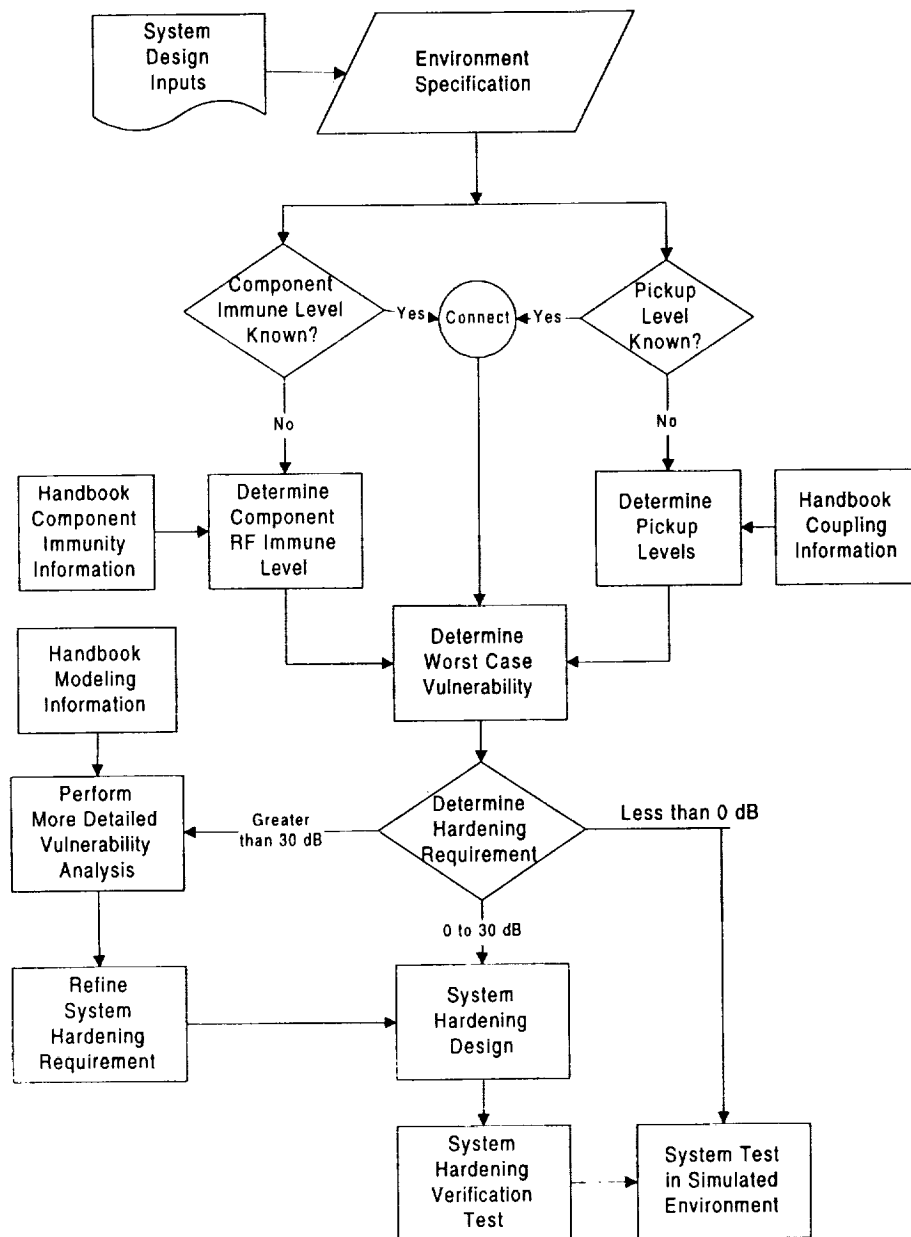 System
Design
Inputs
Environment
Specification
Component
Immune Level
Known?
Yes
Connect
Yes
Pickup
Level
Known?
No
No
Handbook
Component
Immunity
Information
Determine
Component
RF Immune
Level
Determine
Pickup
Levels
Handbook
Coupling
Information
Handbook
Modeling
Information
Determine
Worst Case
Vulnerability
Perform
More Detailed
Vulnerability
Analysis
Greater
than 30 dB
Determine
Hardening
Requirement
Less than 0 dB
0 to 30 dB
Refine
System
Hardening
Requirement
System
Hardening
Design
System
Hardening
Verification
Test
System Test
in Simulated
Environment